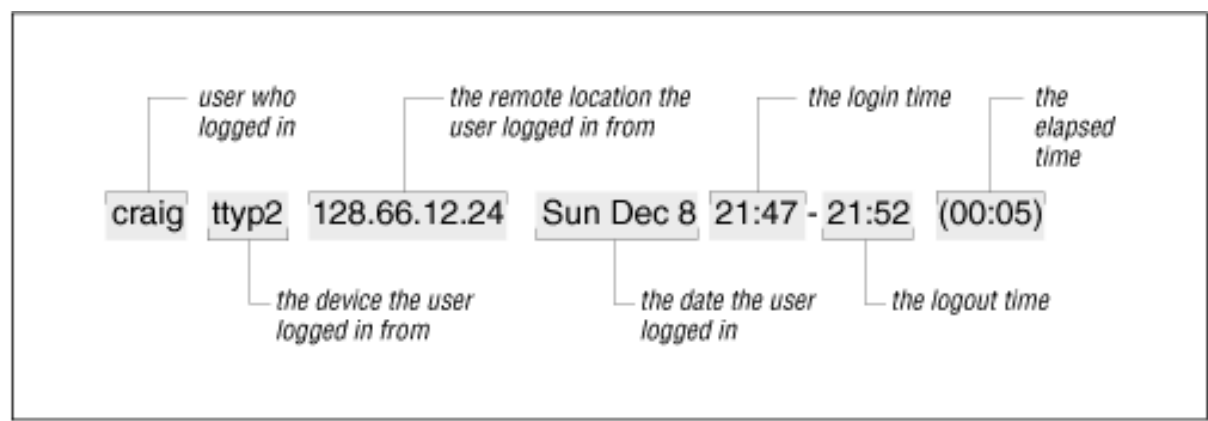 user who
logged in
the remote location the
user logged in from
the login time
the
elapsed
time
craig ttyp2 128.66.12.24 Sun Dec 8 21:47 - 21:52 (00:05)
the device the user
logged in from
the date the user
logged in
the logout time